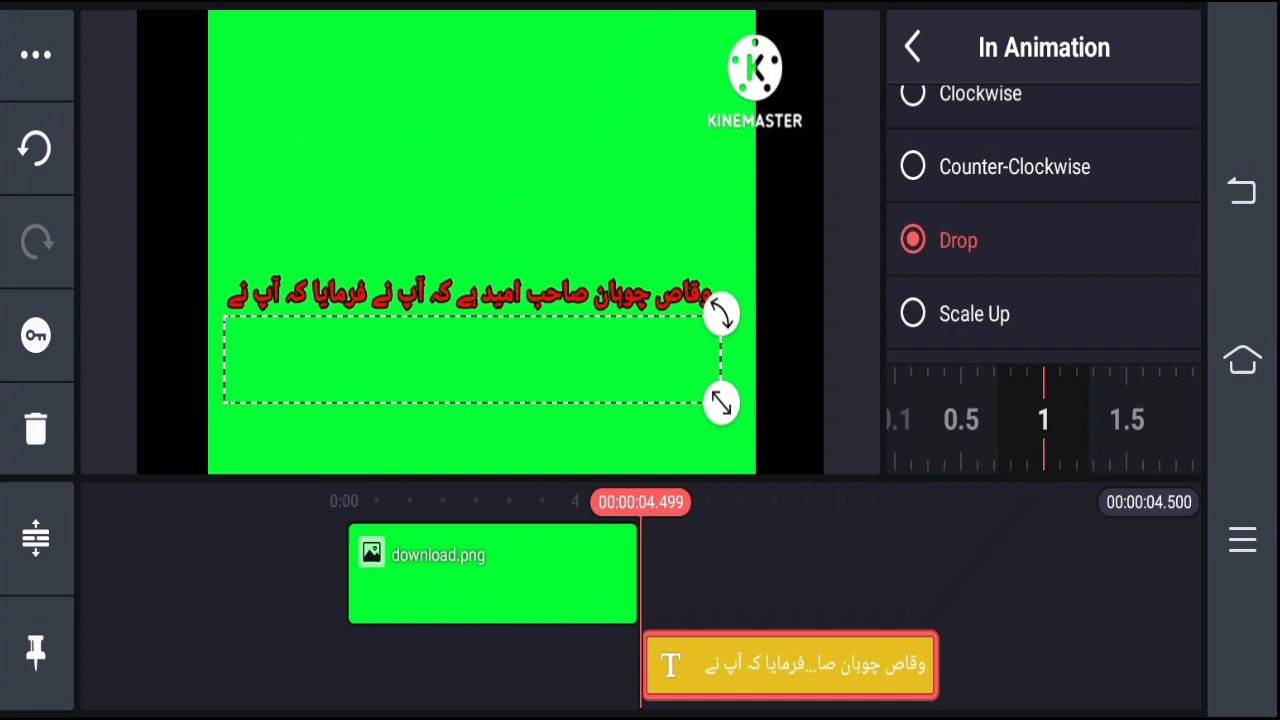 In Animation
Clockwise
Counter-Clockwise
Drop
Scale Up
0.5 1 1.5
KINEMASTER
وقاص چوہان صاحب امید ہے کہ آپ نے فرمایا کہ آپ نے
0:00 4 00:00:04.499 00:00:04.500
download.png
T وقاص چوہان صا...فرمایا کہ آپ نے